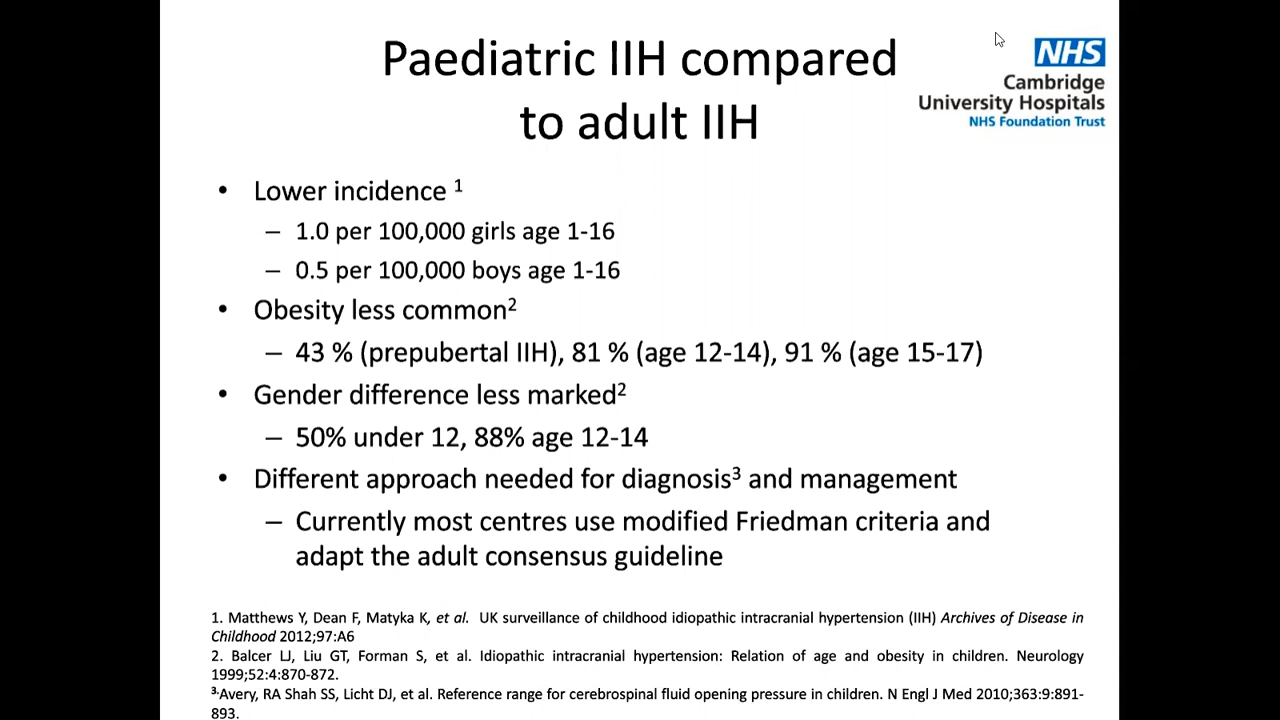 Paediatric IIH compared
to adult IIH
NHS
Cambridge
University Hospitals
NHS Foundation Trust
• Lower incidence ¹
– 1.0 per 100,000 girls age 1-16
– 0.5 per 100,000 boys age 1-16
• Obesity less common²
– 43 % (prepubertal IIH), 81 % (age 12-14), 91 % (age 15-17)
• Gender difference less marked²
– 50% under 12, 88% age 12-14
• Different approach needed for diagnosis³ and management
– Currently most centres use modified Friedman criteria and
adapt the adult consensus guideline
1. Matthews Y, Dean F, Matyka K, et al. UK surveillance of childhood idiopathic intracranial hypertension (IIH) Archives of Disease in
Childhood 2012;97:A6
2. Balcer LJ, Liu GT, Forman S, et al. Idiopathic intracranial hypertension: Relation of age and obesity in children. Neurology
1999;52:4:870-872.
³·Avery, RA Shah SS, Licht DJ, et al. Reference range for cerebrospinal fluid opening pressure in children. N Engl J Med 2010;363:9:891-
893.